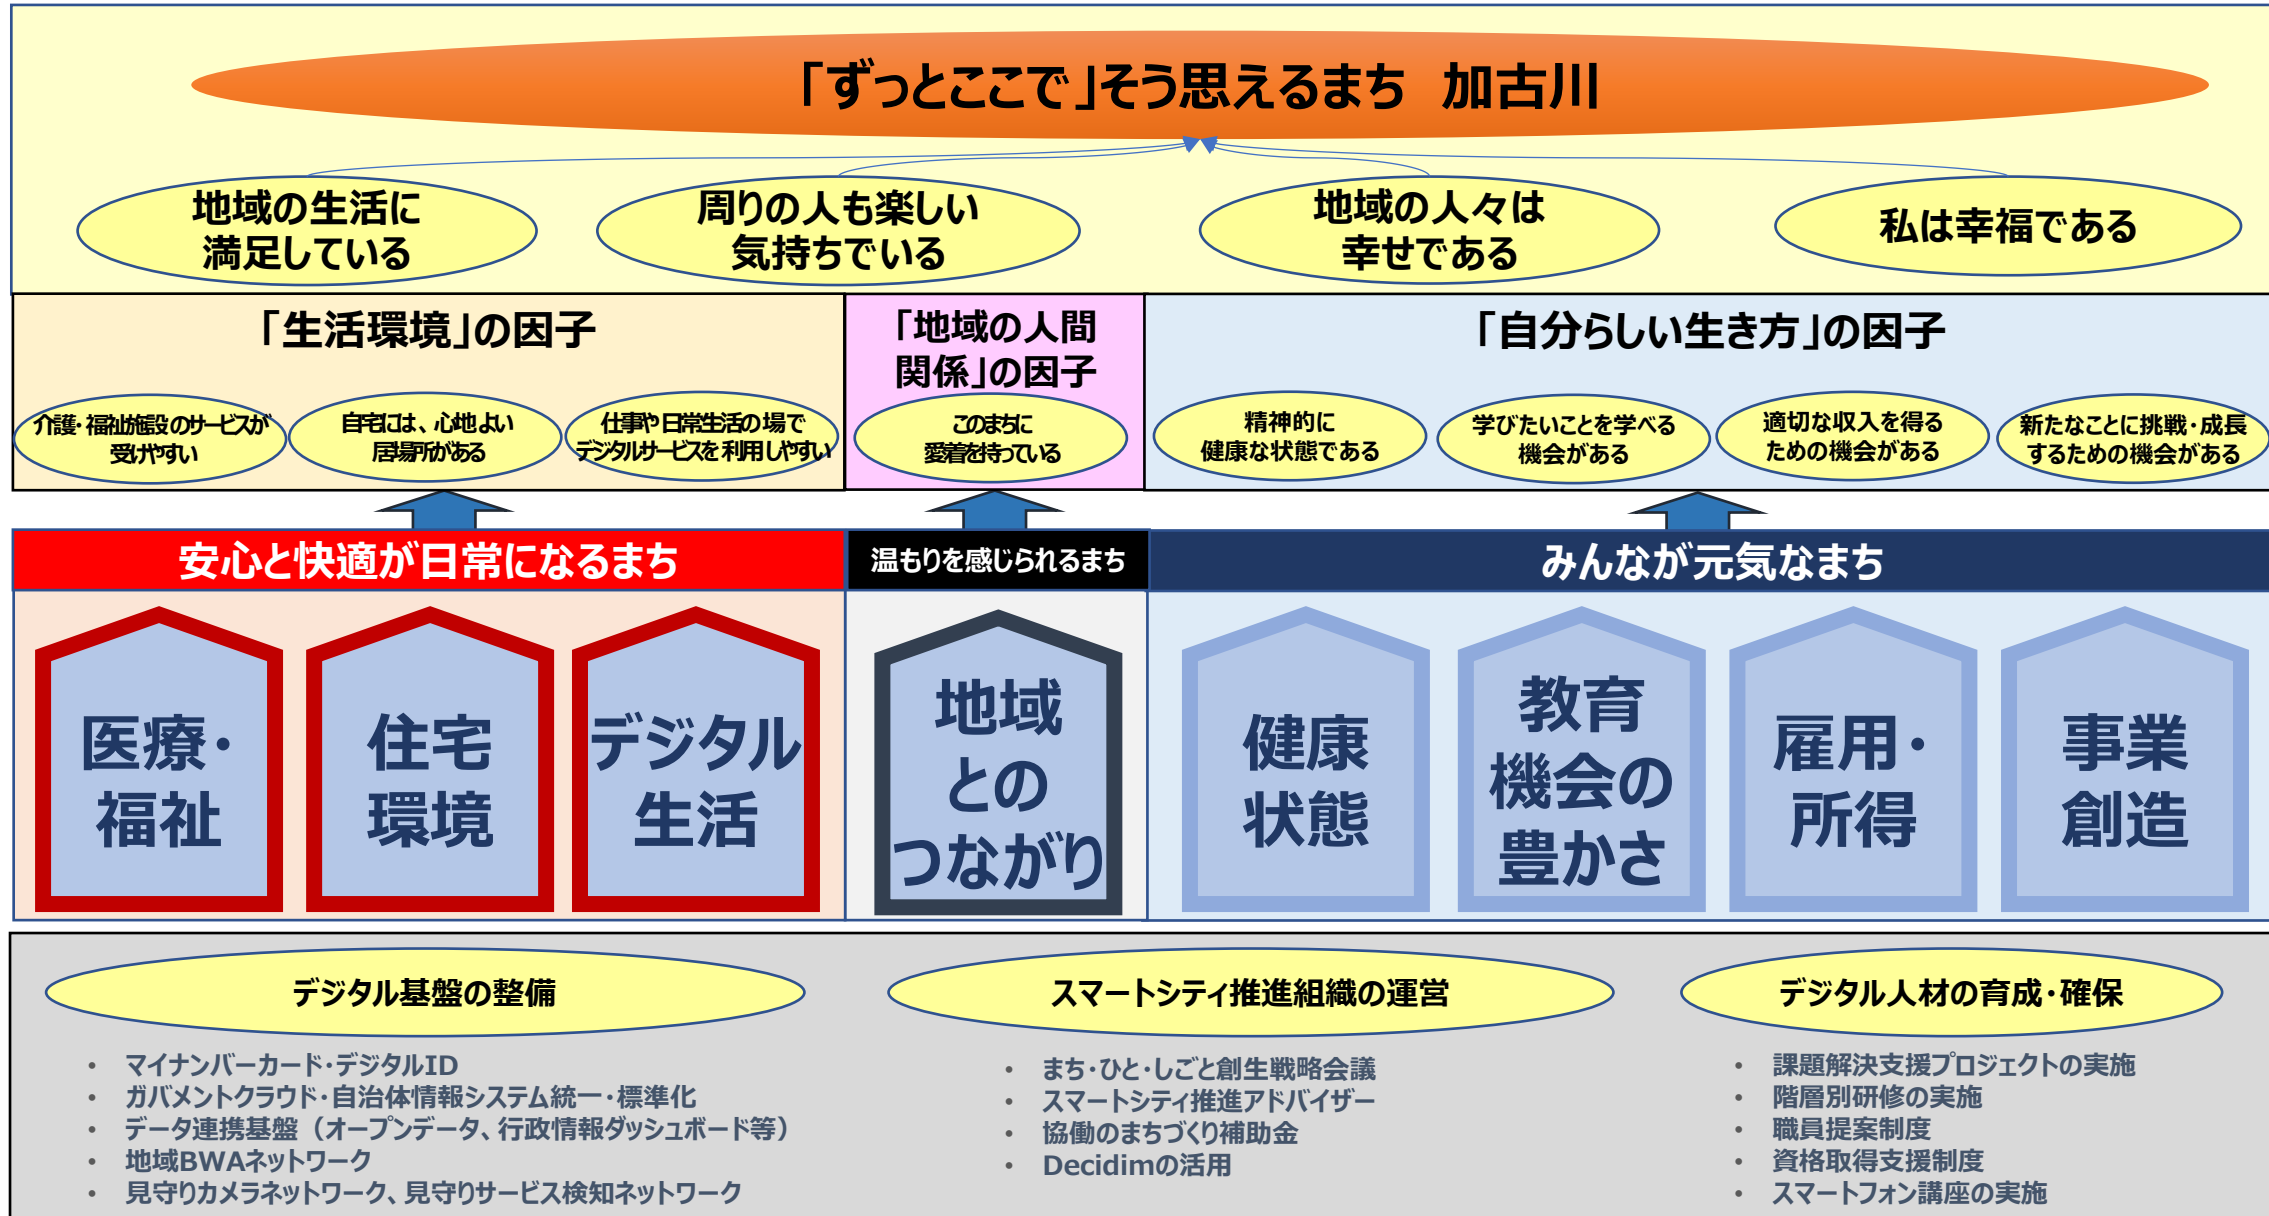 「ずっとここで」そう思えるまち　加古川
地域の生活に
満足している
周りの人も楽しい
気持ちでいる
地域の人々は
幸せである
私は幸福である
「生活環境」の因子
介護・福祉施設のサービスが
受けやすい
自宅には、心地よい
居場所がある
仕事や日常生活の場で
デジタルサービスを利用しやすい
「地域の人間
関係」の因子
このまちに
愛着を持っている
「自分らしい生き方」の因子
精神的に
健康な状態である
学びたいことを学べる
機会がある
適切な収入を得る
ための機会がある
新たなことに挑戦・成長
するための機会がある
安心と快適が日常になるまち
温もりを感じられるまち
みんなが元気なまち
医療・
福祉
住宅
環境
デジタル
生活
地域
との
つながり
健康
状態
教育
機会の
豊かさ
雇用・
所得
事業
創造
デジタル基盤の整備
• マイナンバーカード・デジタルID
• ガバメントクラウド・自治体情報システム統一・標準化
• データ連携基盤（オープンデータ、行政情報ダッシュボード等）
• 地域BWAネットワーク
• 見守りカメラネットワーク、見守りサービス検知ネットワーク
スマートシティ推進組織の運営
• まち・ひと・しごと創生戦略会議
• スマートシティ推進アドバイザー
• 協働のまちづくり補助金
• Decidimの活用
デジタル人材の育成・確保
• 課題解決支援プロジェクトの実施
• 階層別研修の実施
• 職員提案制度
• 資格取得支援制度
• スマートフォン講座の実施